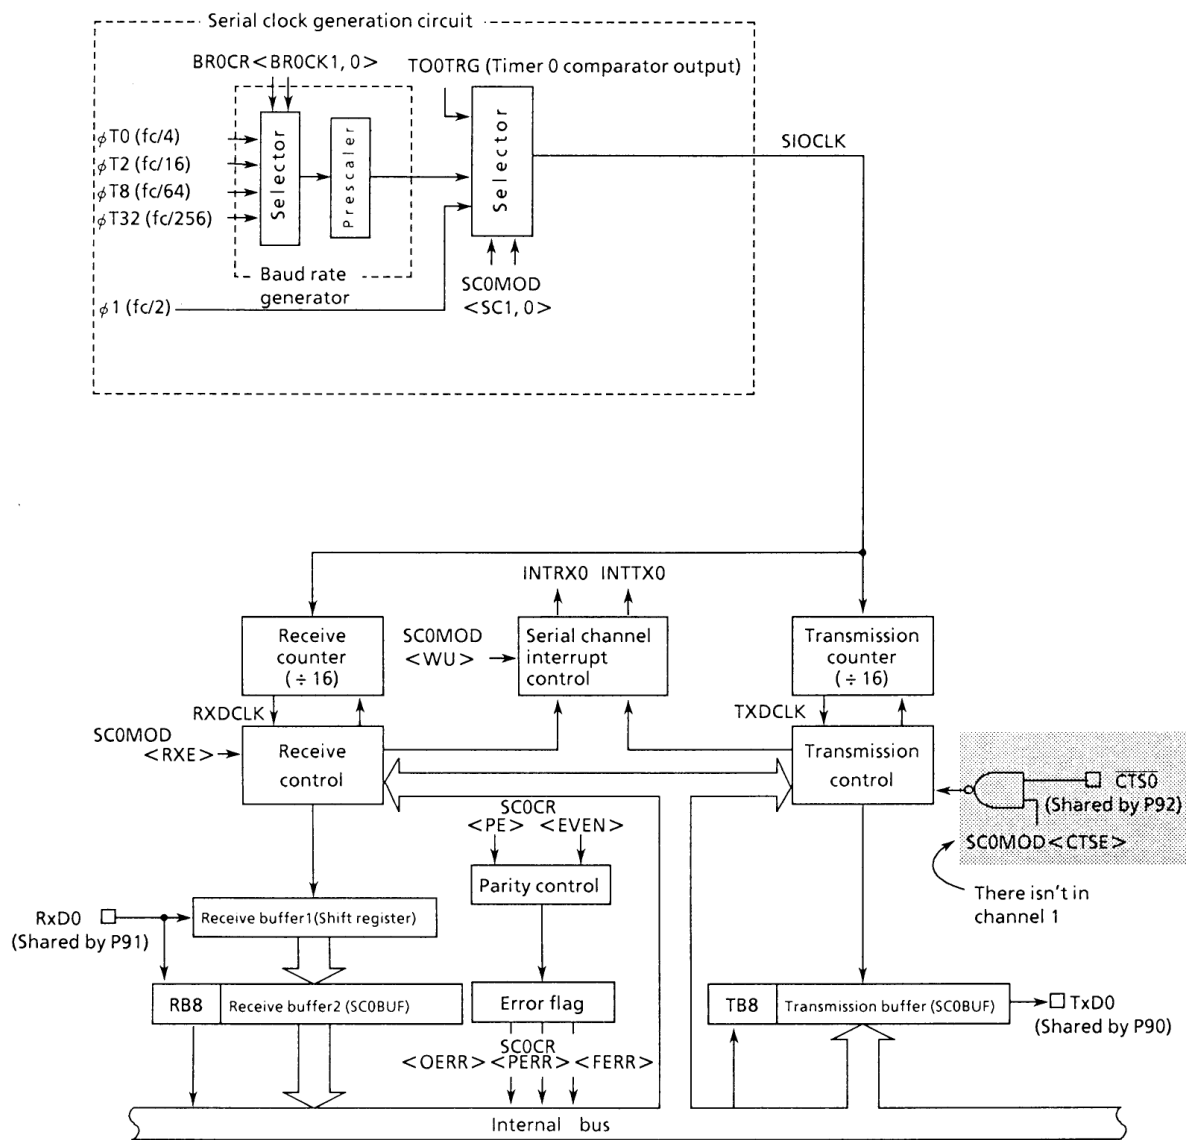 Serial clock generation circuit
BR0CR<BR0CK1, 0>
TO0TRG (Timer 0 comparator output)
φT0 (fc/4)
φT2 (fc/16)
φT8 (fc/64)
φT32 (fc/256)
Selector
Prescaler
Selector
SIOCLK
Baud rate
generator
SC0MOD
<SC1, 0>
φ1 (fc/2)
INTRX0 INTTX0
Receive
counter
(÷16)
SC0MOD
<WU>
Serial channel
interrupt
control
Transmission
counter
(÷16)
RXDCLK
TXDCLK
SC0MOD
<RXE>
Receive
control
Transmission
control
CTS0
(Shared by P92)
SC0MOD<CTSE>
SC0CR
<PE> <EVEN>
Parity control
There isn't in
channel 1
RxD0
(Shared by P91)
Receive buffer1(Shift register)
RB8
Receive buffer2 (SC0BUF)
Error flag
TB8
Transmission buffer (SC0BUF)
TxD0
(Shared by P90)
SC0CR
<OERR> <PERR> <FERR>
Internal bus